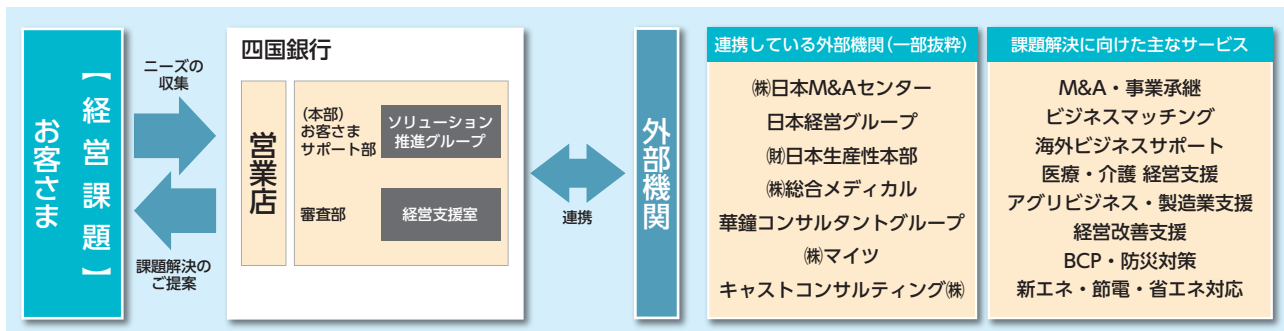 お客さま
【経営課題】
ニーズの
収集
課題解決の
ご提案
四国銀行
営業店
(本部)
お客さま
サポート部
ソリューション
推進グループ
審査部
経営支援室
連携
外部機関
連携している外部機関(一部抜粋)
㈱日本M&Aセンター
日本経営グループ
㈶日本生産性本部
㈱総合メディカル
華鐘コンサルタントグループ
㈱マイツ
キャストコンサルティング㈱
課題解決に向けた主なサービス
M&A・事業承継
ビジネスマッチング
海外ビジネスサポート
医療・介護 経営支援
アグリビジネス・製造業支援
経営改善支援
BCP・防災対策
新エネ・節電・省エネ対応